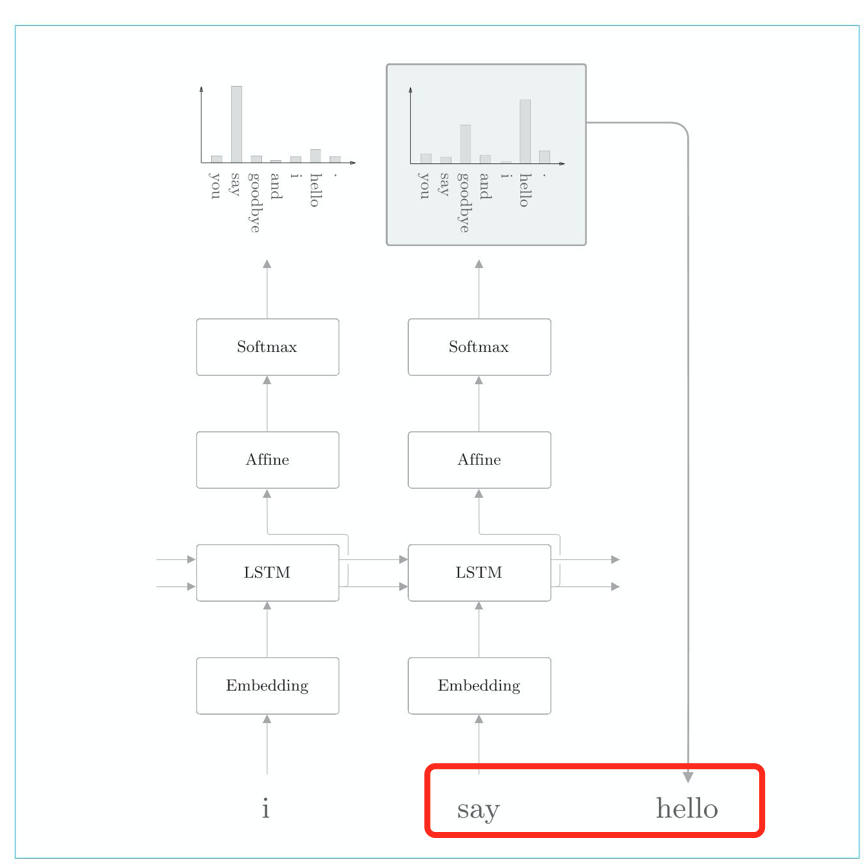 you say goodbye and i hello .
you say goodbye and i hello .
Softmax Softmax
Affine Affine
LSTM LSTM
Embedding Embedding
i say hello